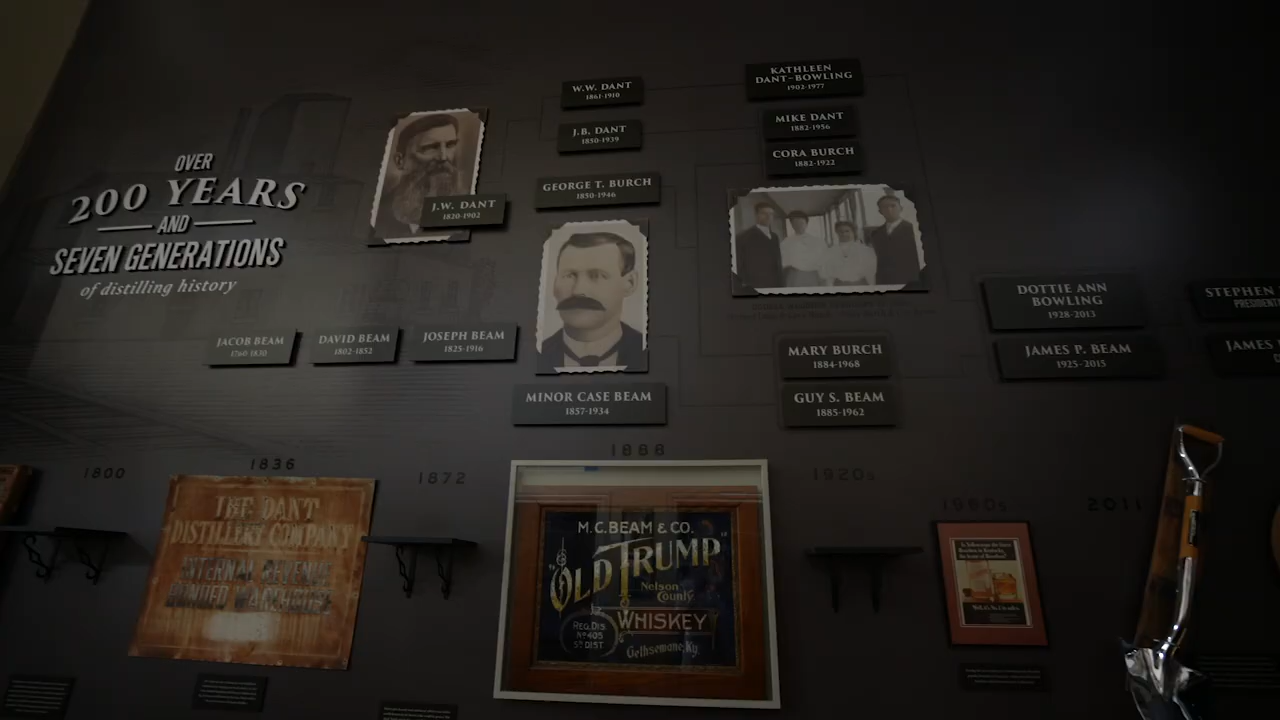 OVER
200 YEARS
AND
SEVEN GENERATIONS
of distilling history
J.W. DANT
1820-1902
W.W. DANT
1861-1910
J.B. DANT
1850-1939
GEORGE T. BURCH
1850-1946
KATHLEEN
DANT-BOWLING
1902-1977
MIKE DANT
1882-1956
CORA BURCH
1882-1922
JACOB BEAM
1760-1830
DAVID BEAM
1802-1852
JOSEPH BEAM
1825-1916
MINOR CASE BEAM
1857-1934
MARY BURCH
1884-1968
GUY S. BEAM
1885-1962
DOTTIE ANN
BOWLING
1928-2013
JAMES P. BEAM
1925-2015
STEPHEN
PRESIDENT
JAMES
1800
1836
1872
1888
1920s
1960s
2011
THE DANT
DISTILLERY COMPANY
INTERNAL REVENUE
BONDED WAREHOUSE
M.C. BEAM & CO.
"OLD TRUMP"
Nelson
County
WHISKEY
REG. DIS.
No 405
5th DIST
Gethsemane, Ky.